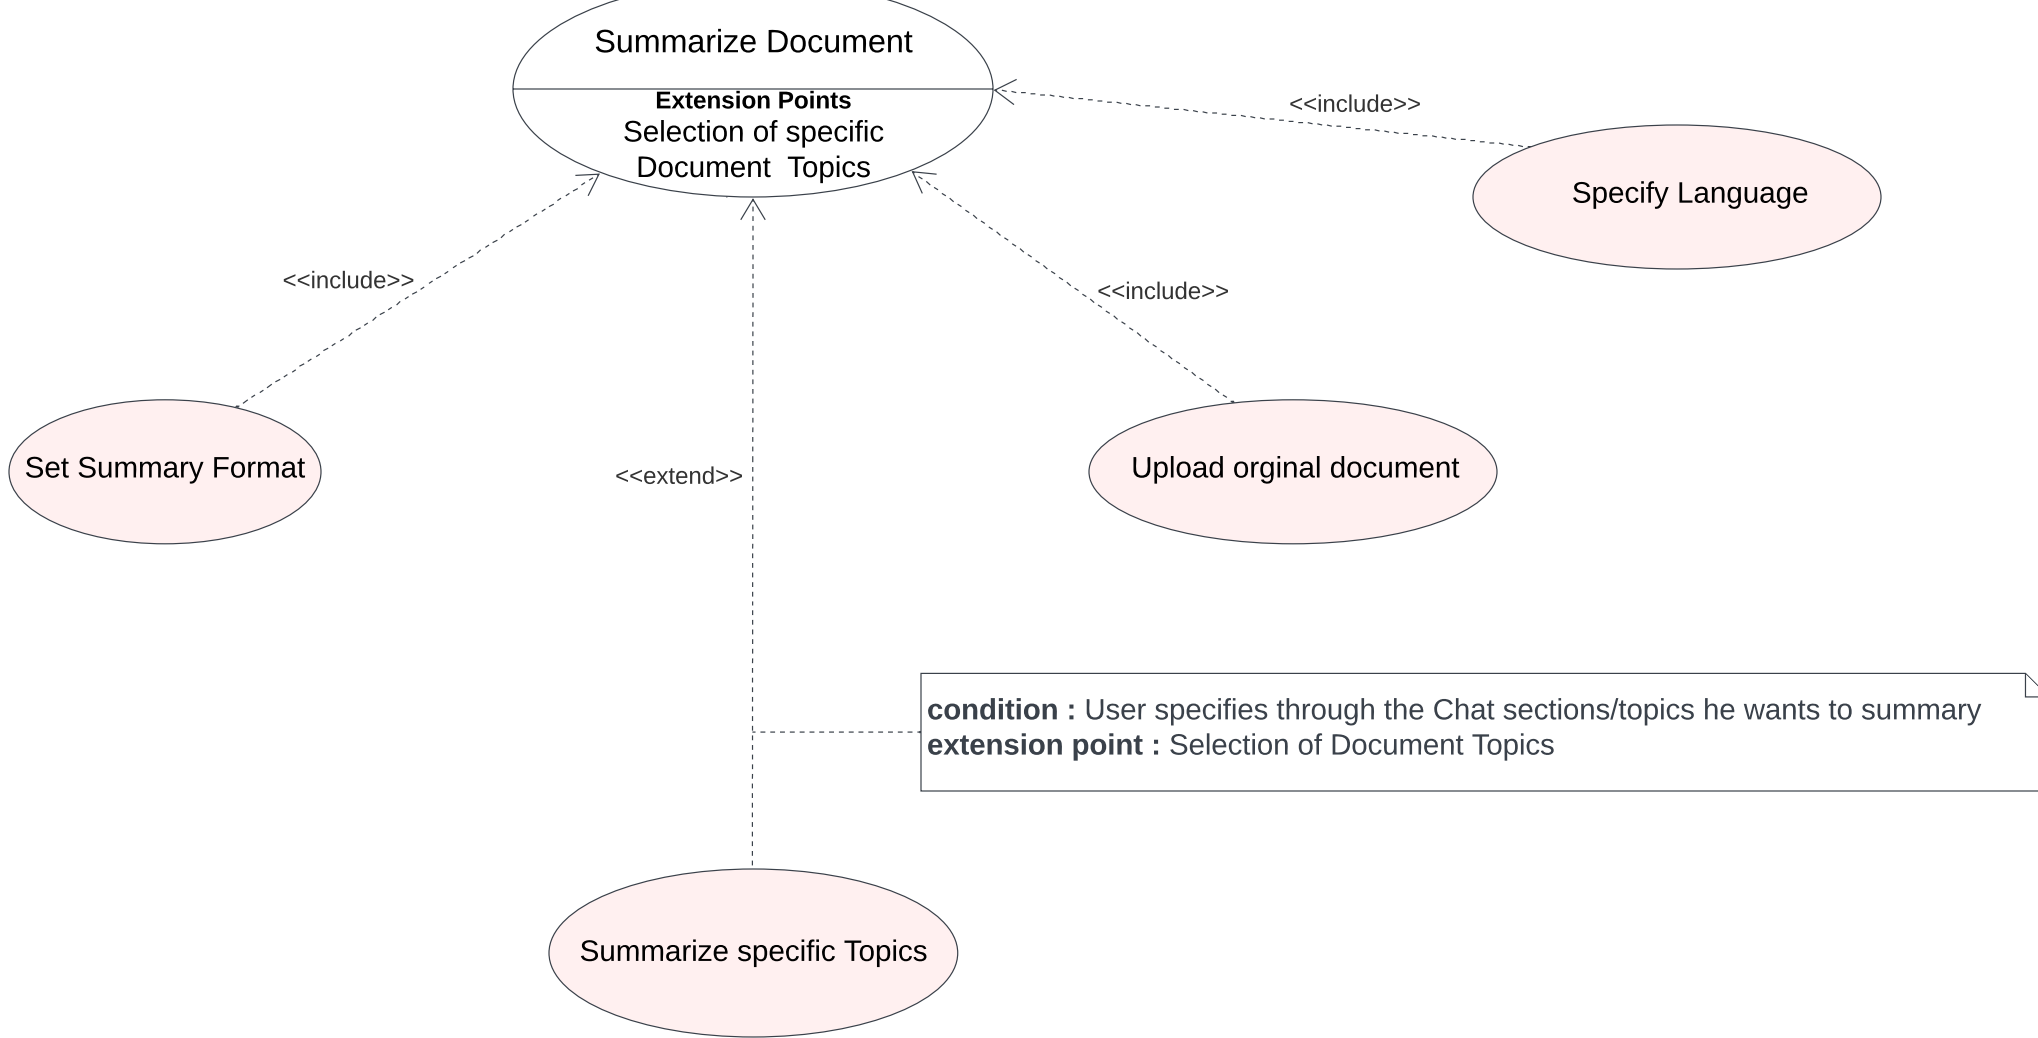 Summarize Document
Extension Points
Selection of specific
Document  Topics
<<include>>
Specify Language
<<include>>
<<include>>
Set Summary Format
<<extend>>
Upload orginal document
condition : User specifies through the Chat sections/topics he wants to summary
extension point : Selection of Document Topics
Summarize specific Topics